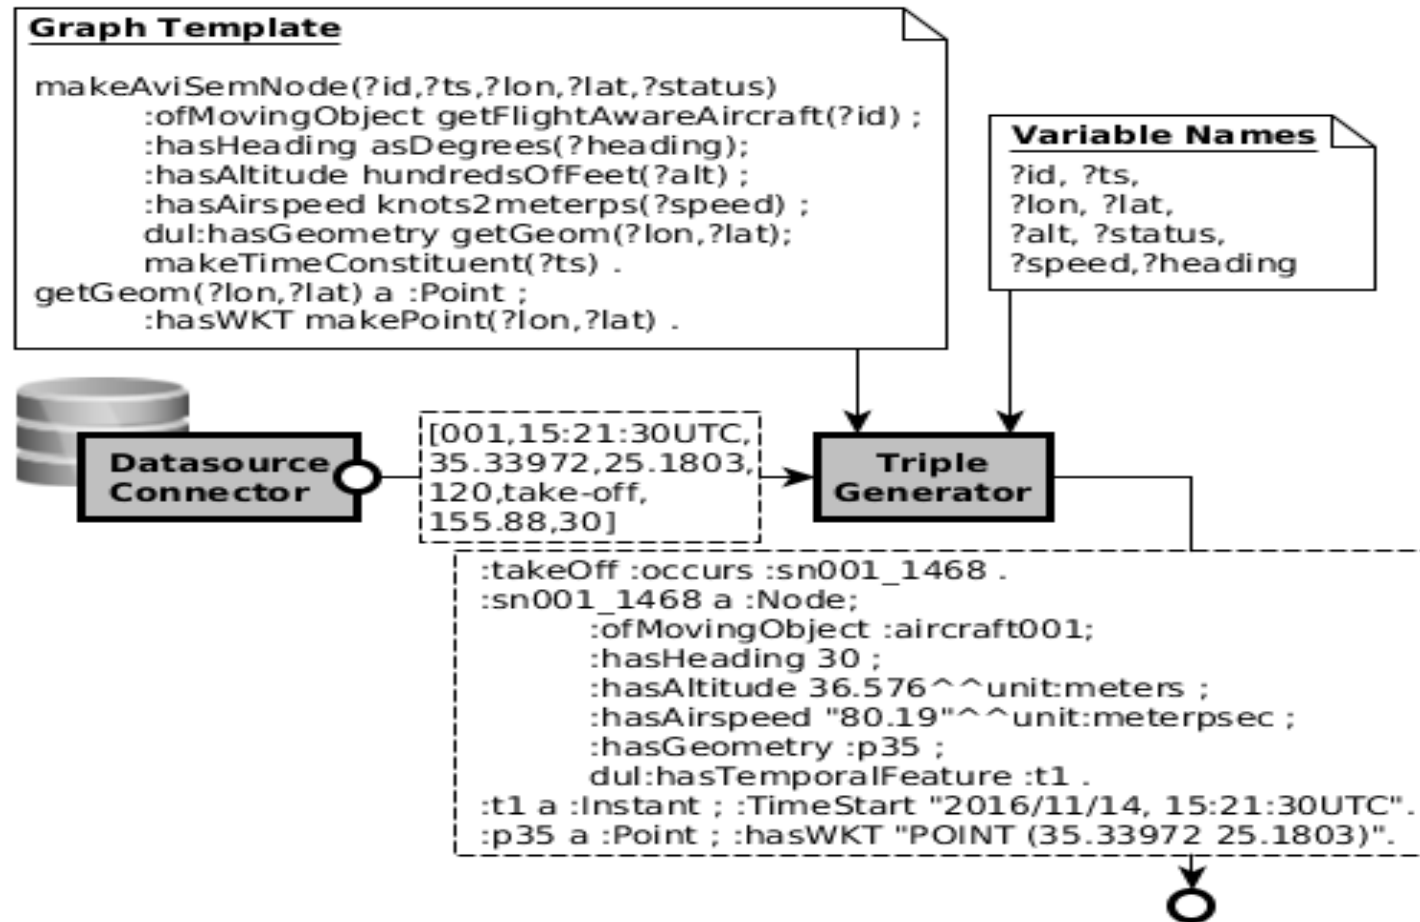 Graph Template
makeAviSemNode(?id,?ts,?lon,?lat,?status)
:ofMovingObject getFlightAwareAircraft(?id) ;
:hasHeading asDegrees(?heading);
:hasAltitude hundredsOfFeet(?alt) ;
:hasAirspeed knots2meterps(?speed) ;
dul:hasGeometry getGeom(?lon,?lat);
makeTimeConstituent(?ts) .
getGeom(?lon,?lat) a :Point ;
:hasWKT makePoint(?lon,?lat) .
Variable Names
?id, ?ts,
?lon, ?lat,
?alt, ?status,
?speed,?heading
Datasource
Connector
[001,15:21:30UTC,
35.33972,25.1803,
120,take-off,
155.88,30]
Triple
Generator
:takeOff :occurs :sn001_1468 .
:sn001_1468 a :Node;
:ofMovingObject :aircraft001;
:hasHeading 30 ;
:hasAltitude 36.576^^unit:meters ;
:hasAirspeed "80.19"^^unit:meterpsec ;
:hasGeometry :p35 ;
dul:hasTemporalFeature :t1 .
:t1 a :Instant ; :TimeStart "2016/11/14, 15:21:30UTC".
:p35 a :Point ; :hasWKT "POINT (35.33972 25.1803)".